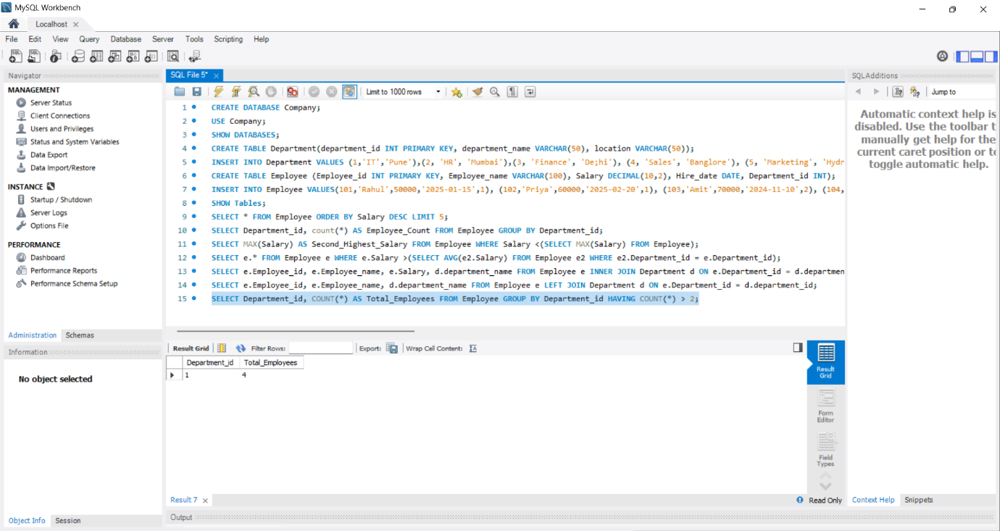 MySQL Workbench
Localhost
File Edit View Query Database Server Tools Scripting Help
Navigator
MANAGEMENT
Server Status
Client Connections
Users and Privileges
Status and System Variables
Data Export
Data Import/Restore
INSTANCE
Startup / Shutdown
Server Logs
Options File
PERFORMANCE
Dashboard
Performance Reports
Performance Schema Setup
Administration Schemas
Information
No object selected
Object Info Session
SQL File 5*
Limit to 1000 rows
1 CREATE DATABASE Company;
2 USE Company;
3 SHOW DATABASES;
4 CREATE TABLE Department(department_id INT PRIMARY KEY, department_name VARCHAR(50), location VARCHAR(50));
5 INSERT INTO Department VALUES (1,'IT','Pune'),(2, 'HR', 'Mumbai'),(3, 'Finance', 'De;hi'), (4, 'Sales', 'Banglore'), (5, 'Marketing', 'Hydr
6 CREATE TABLE Employee (Employee_id INT PRIMARY KEY, Employee_name VARCHAR(100), Salary DECIMAL(10,2), Hire_date DATE, Department_id INT);
7 INSERT INTO Employee VALUES(101,'Rahul',50000,'2025-01-15',1), (102,'Priya',60000,'2025-02-20',1), (103,'Amit',70000,'2024-11-10',2), (104,
8 SHOW Tables;
9 SELECT * FROM Employee ORDER BY Salary DESC LIMIT 5;
10 SELECT Department_id, count(*) AS Employee_Count FROM Employee GROUP BY Department_id;
11 SELECT MAX(Salary) AS Second_Highest_Salary FROM Employee WHERE Salary <(SELECT MAX(Salary) FROM Employee);
12 SELECT e.* FROM Employee e WHERE e.Salary >(SELECT AVG(e2.Salary) FROM Employee e2 WHERE e2.Department_id = e.Department_id);
13 SELECT e.Employee_id, e.Employee_name, e.Salary, d.department_name FROM Employee e INNER JOIN Department d ON e.Department_id = d.departmen
14 SELECT e.Employee_id, e.Employee_name, d.department_name FROM Employee e LEFT JOIN Department d ON e.Department_id = d.department_id;
15 SELECT Department_id, COUNT(*) AS Total_Employees FROM Employee GROUP BY Department_id HAVING COUNT(*) > 2;
Result Grid Filter Rows: Export: Wrap Cell Content:
Department_id Total_Employees
1 4
Result Grid
Form Editor
Field Types
Result 7
Read Only
Output
SQLAdditions
Jump to
Automatic context help is
disabled. Use the toolbar t
manually get help for the
current caret position or to
toggle automatic help.
Context Help Snippets